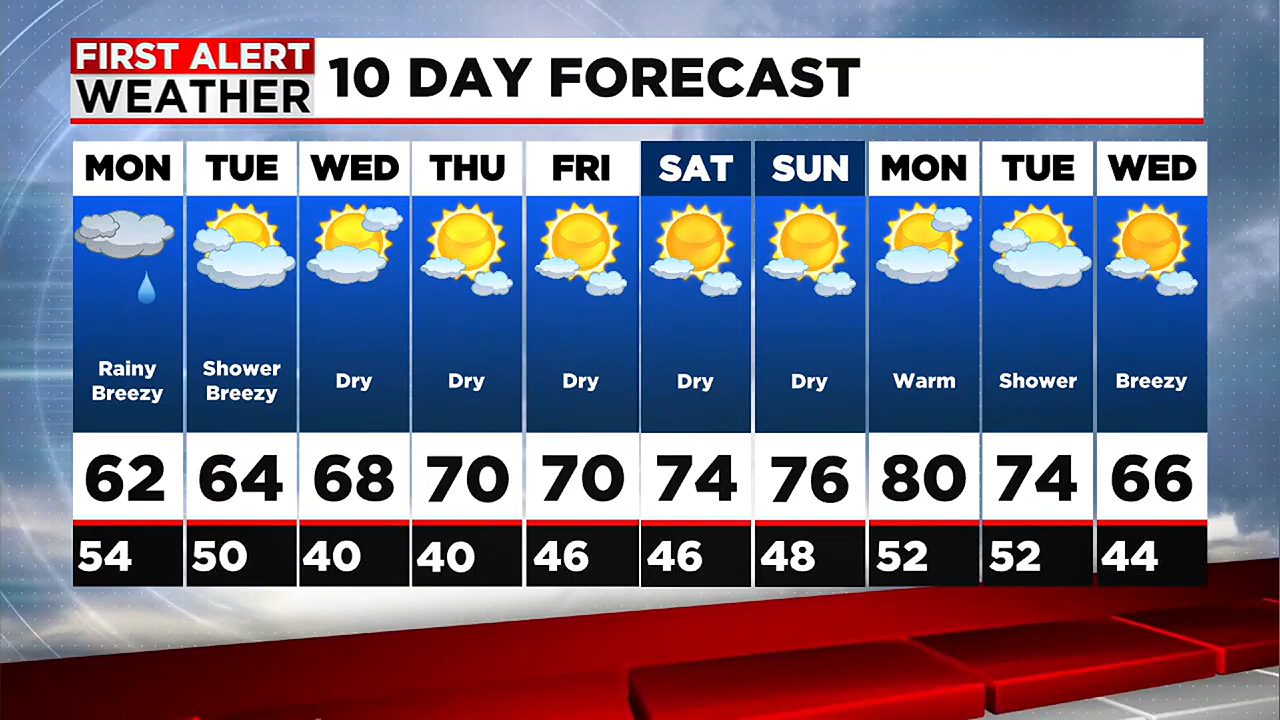 FIRST ALERT
WEATHER
10 DAY FORECAST
MON TUE WED THU FRI SAT SUN MON TUE WED
Rainy Shower
Breezy Breezy Dry Dry Dry Dry Dry Warm Shower Breezy
62 64 68 70 70 74 76 80 74 66
54 50 40 40 46 46 48 52 52 44